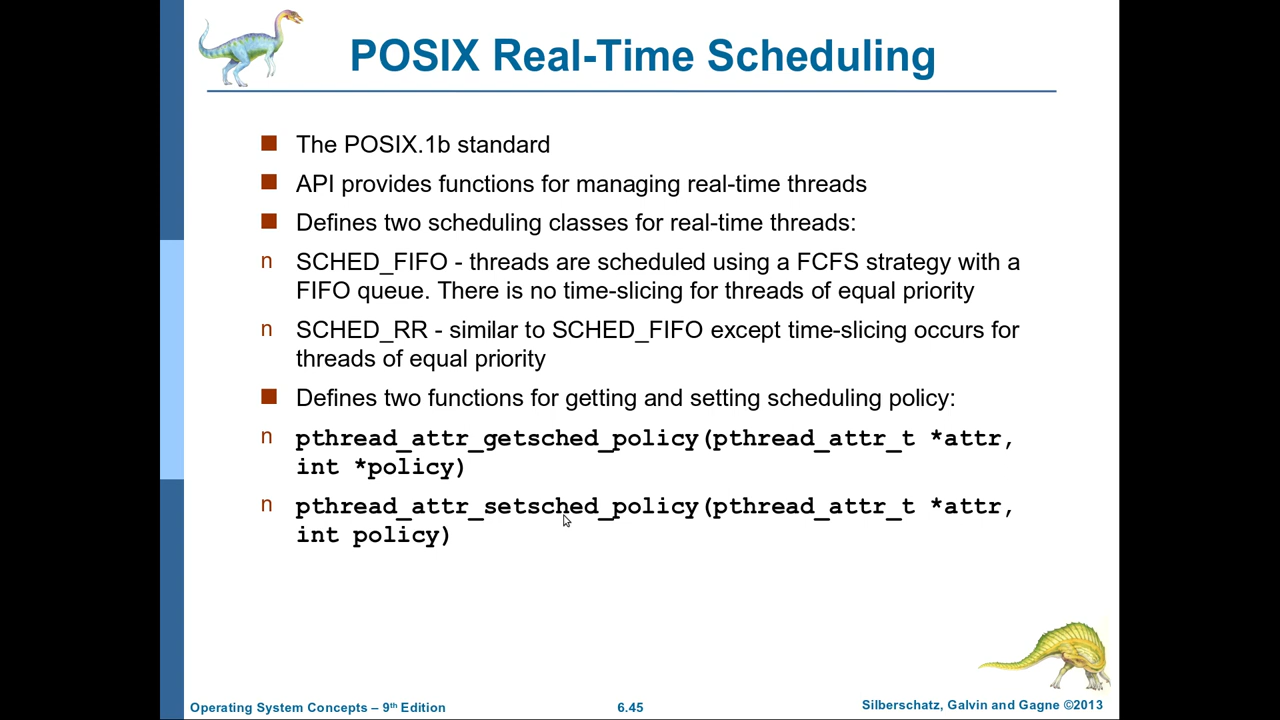 POSIX Real-Time Scheduling
■ The POSIX.1b standard
■ API provides functions for managing real-time threads
■ Defines two scheduling classes for real-time threads:
n SCHED_FIFO - threads are scheduled using a FCFS strategy with a
FIFO queue. There is no time-slicing for threads of equal priority
n SCHED_RR - similar to SCHED_FIFO except time-slicing occurs for
threads of equal priority
■ Defines two functions for getting and setting scheduling policy:
n pthread_attr_getsched_policy(pthread_attr_t *attr,
int *policy)
n pthread_attr_setsched_policy(pthread_attr_t *attr,
int policy)
Operating System Concepts – 9th Edition
6.45
Silberschatz, Galvin and Gagne ©2013